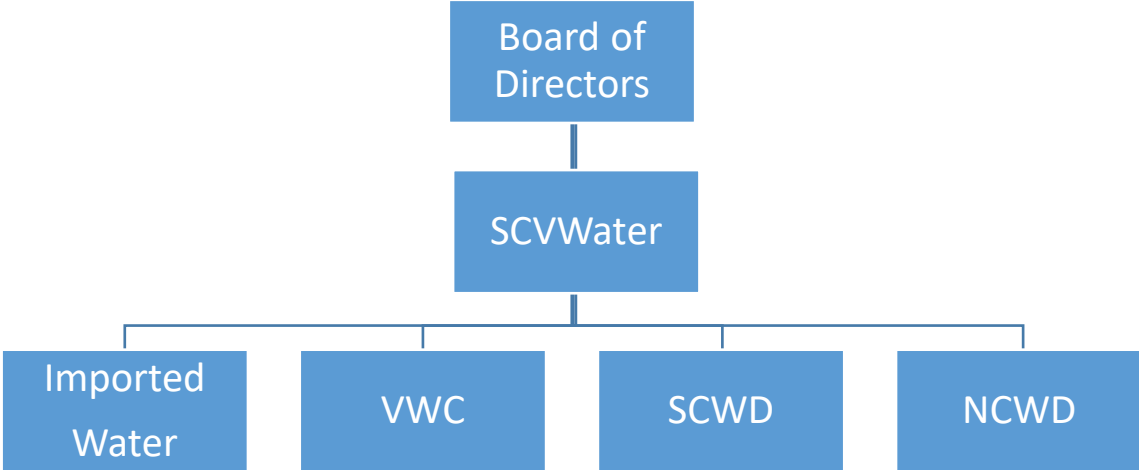 Board of
Directors
SCVWater
Imported
Water
VWC
SCWD
NCWD